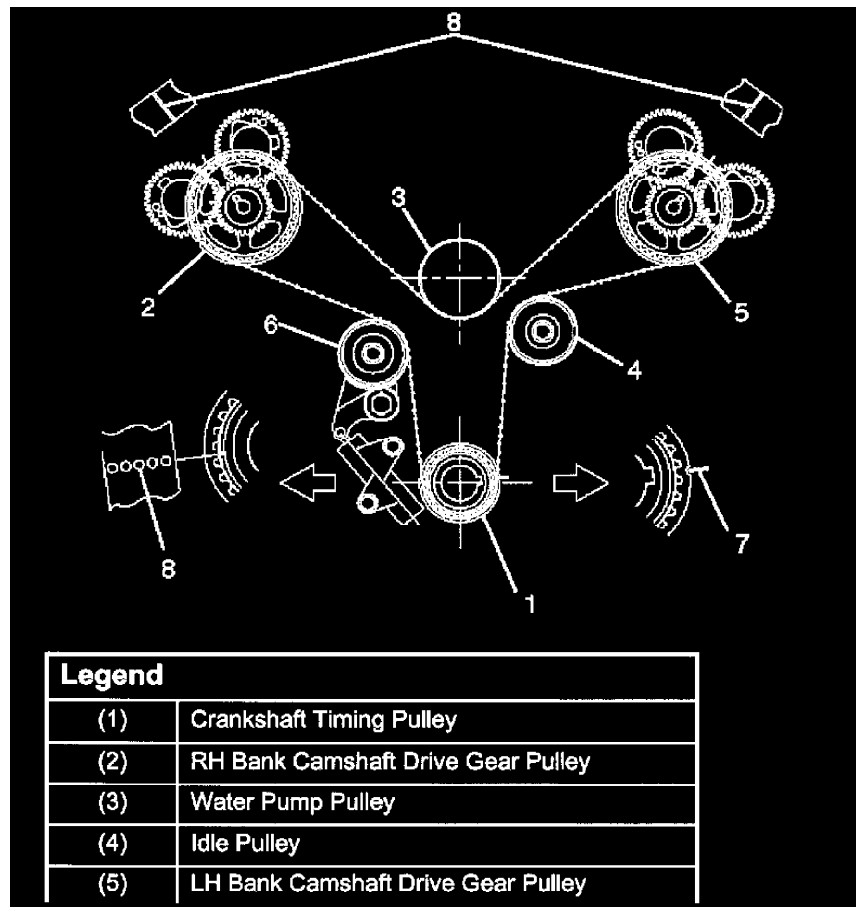 8
3
2
5
6
4
8
7
1
Legend
(1) Crankshaft Timing Pulley
(2) RH Bank Camshaft Drive Gear Pulley
(3) Water Pump Pulley
(4) Idle Pulley
(5) LH Bank Camshaft Drive Gear Pulley